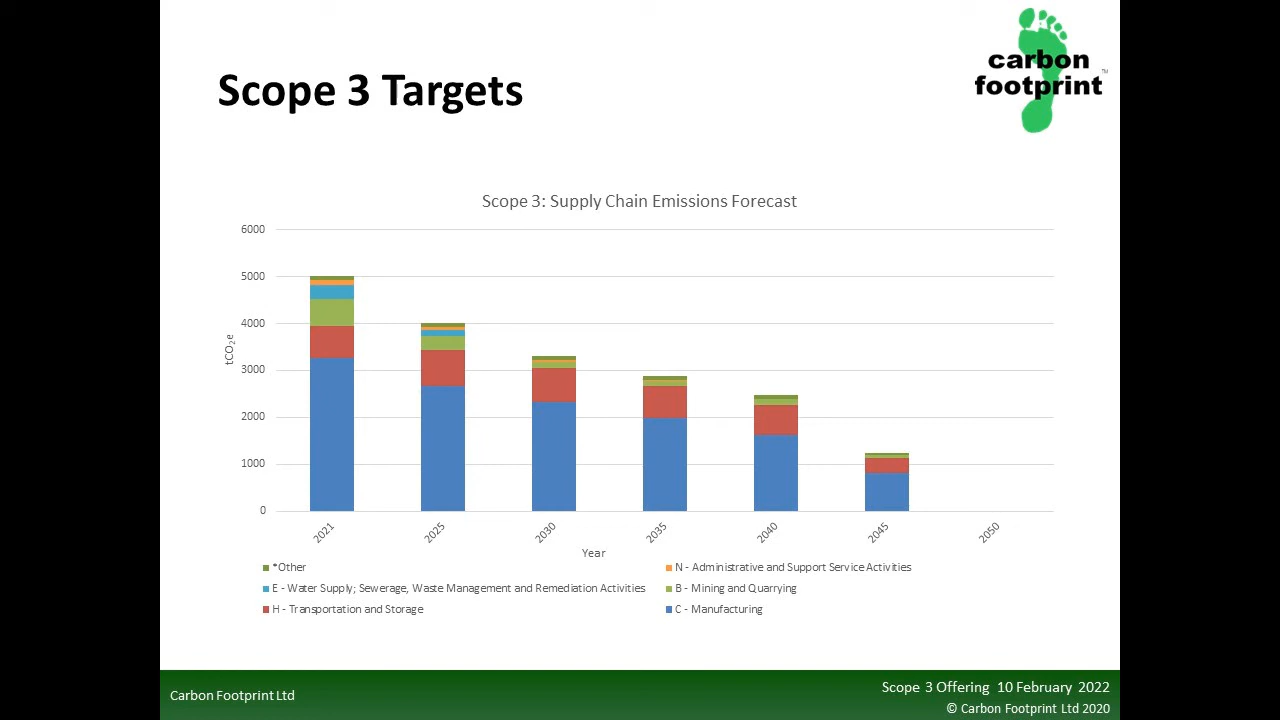 carbon
footprint™
Scope 3 Targets
Scope 3: Supply Chain Emissions Forecast
6000
5000
4000
3000
2000
1000
0
tCO₂e
2021
2025
2030
2035
2040
2045
2050
Year
*Other
N - Administrative and Support Service Activities
E - Water Supply; Sewerage, Waste Management and Remediation Activities
B - Mining and Quarrying
H - Transportation and Storage
C - Manufacturing
Carbon Footprint Ltd
Scope 3 Offering 10 February 2022
© Carbon Footprint Ltd 2020